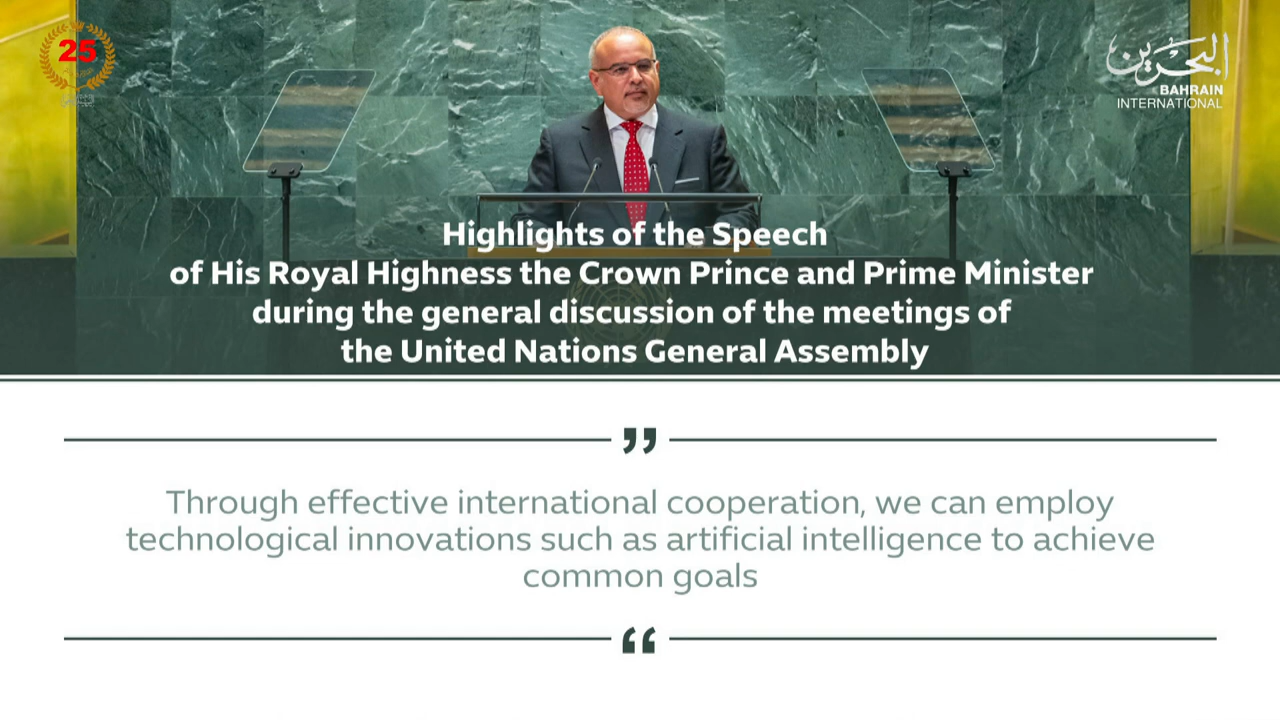 25
البحرين
BAHRAIN
INTERNATIONAL
Highlights of the Speech
of His Royal Highness the Crown Prince and Prime Minister
during the general discussion of the meetings of
the United Nations General Assembly
”
Through effective international cooperation, we can employ
technological innovations such as artificial intelligence to achieve
common goals
“